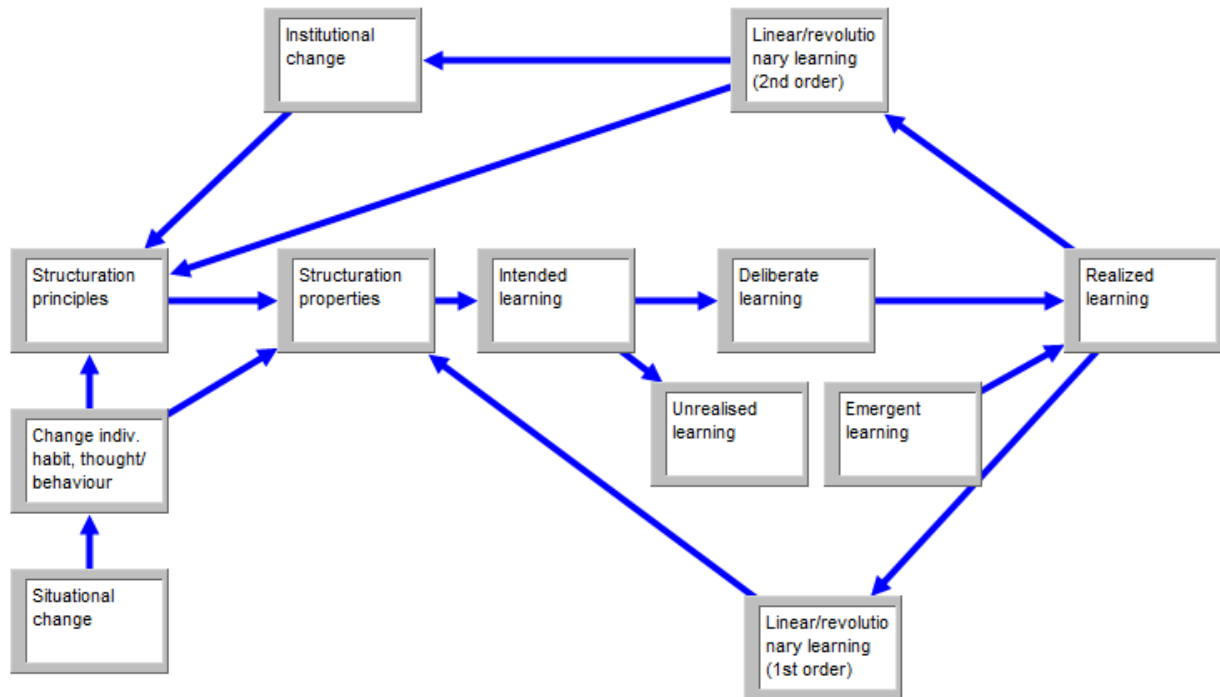 Institutional
change
Linear/revolutio
nary learning
(2nd order)
Structuration
principles
Structuration
properties
Intended
learning
Deliberate
learning
Realized
learning
Change indiv.
habit, thought/
behaviour
Unrealised
learning
Emergent
learning
Situational
change
Linear/revolutio
nary learning
(1st order)